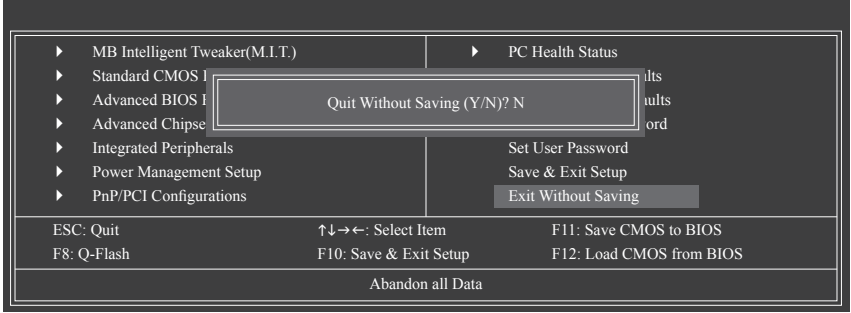 MB Intelligent Tweaker(M.I.T.)
Standard CMOS
Advanced BIOS
Advanced
Integrated Peripherals
Power Management Setup
PnP/PCI Configurations
PC Health Status
Set User Password
Save & Exit Setup
Exit Without Saving
Quit Without Saving (Y/N)? N
ESC: Quit ↑↓→←: Select Item F11: Save CMOS to BIOS
F8: Q-Flash F10: Save & Exit Setup F12: Load CMOS from BIOS
Abandon all Data